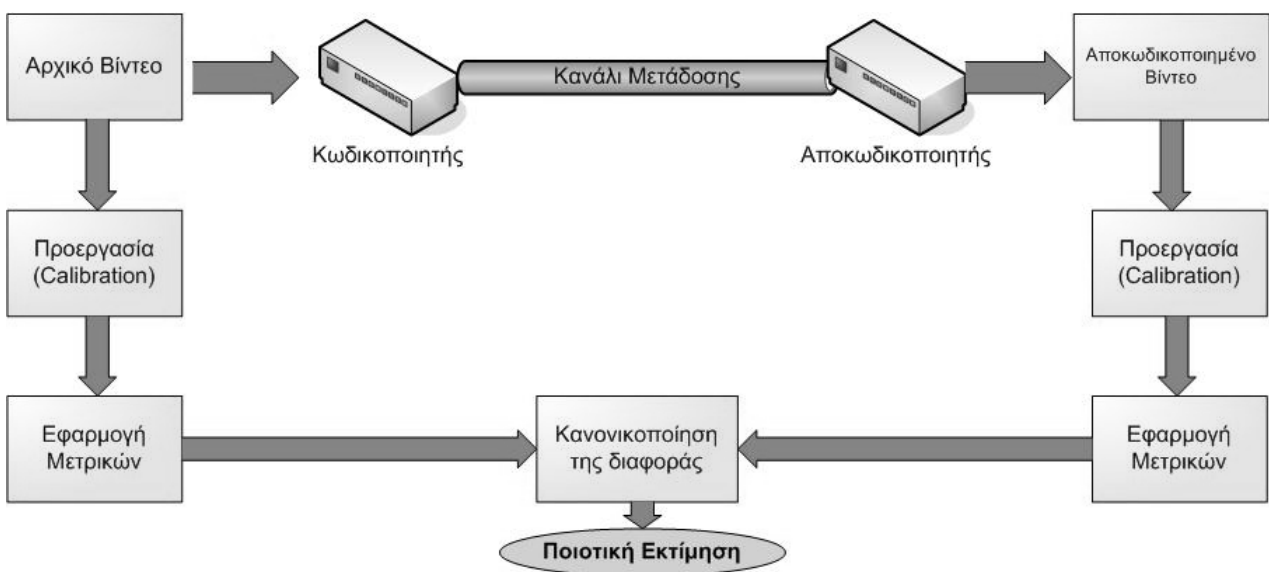 Αρχικό Βίντεο
Κανάλι Μετάδοσης
Αποκωδικοποιημένο
Βίντεο
Κωδικοποιητής
Αποκωδικοποιητής
Προεργασία
(Calibration)
Προεργασία
(Calibration)
Εφαρμογή
Μετρικών
Κανονικοποίηση
της διαφοράς
Εφαρμογή
Μετρικών
Ποιοτική Εκτίμηση